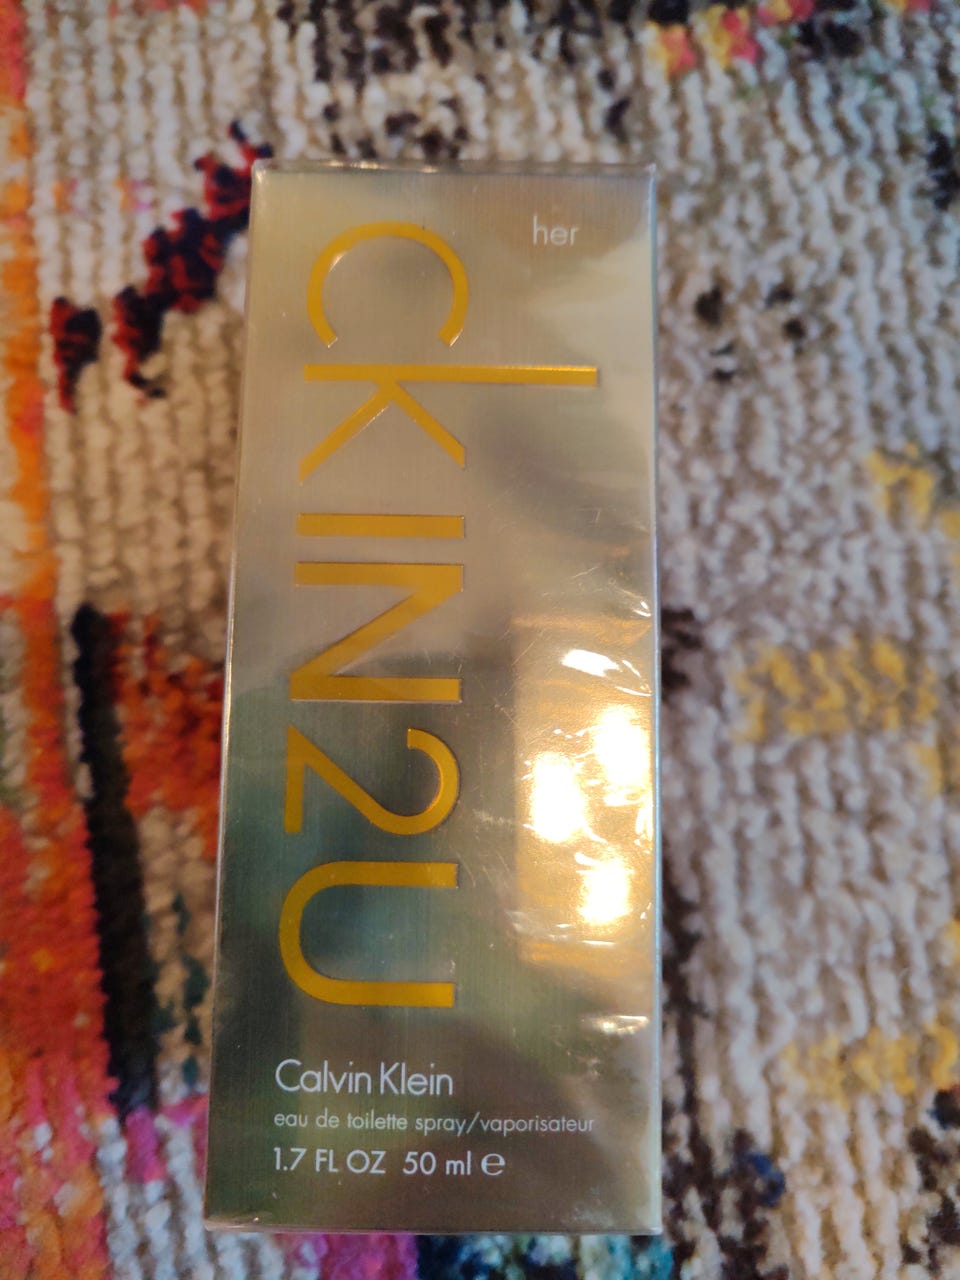 her
CKIN2U
Calvin Klein
eau de toilette spray/vaporisateur
1.7 FL OZ 50 ml ℮